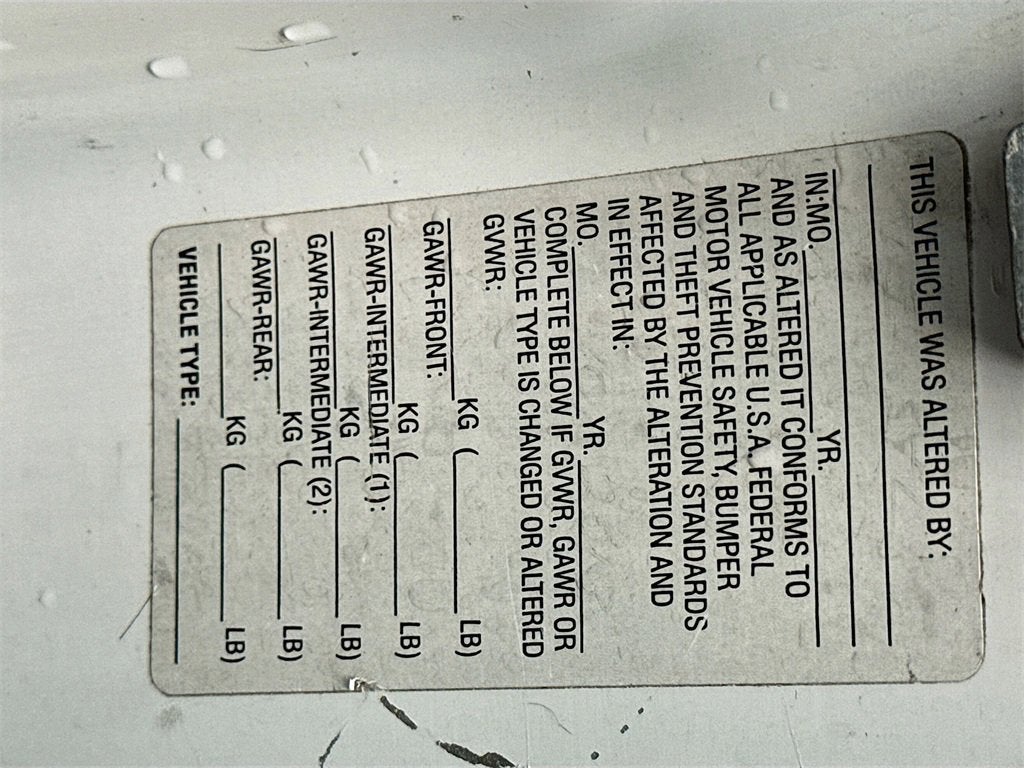 THIS VEHICLE WAS ALTERED BY:
IN:MO. YR.
AND AS ALTERED IT CONFORMS TO
ALL APPLICABLE U.S.A. FEDERAL
MOTOR VEHICLE SAFETY, BUMPER
AND THEFT PREVENTION STANDARDS
AFFECTED BY THE ALTERATION AND
IN EFFECT IN:
MO. YR.
COMPLETE BELOW IF GVWR, GAWR OR
VEHICLE TYPE IS CHANGED OR ALTERED
GVWR:
KG ( LB)
GAWR-FRONT:
KG ( LB)
GAWR-INTERMEDIATE (1):
KG ( LB)
GAWR-INTERMEDIATE (2):
KG ( LB)
GAWR-REAR:
KG ( LB)
VEHICLE TYPE: